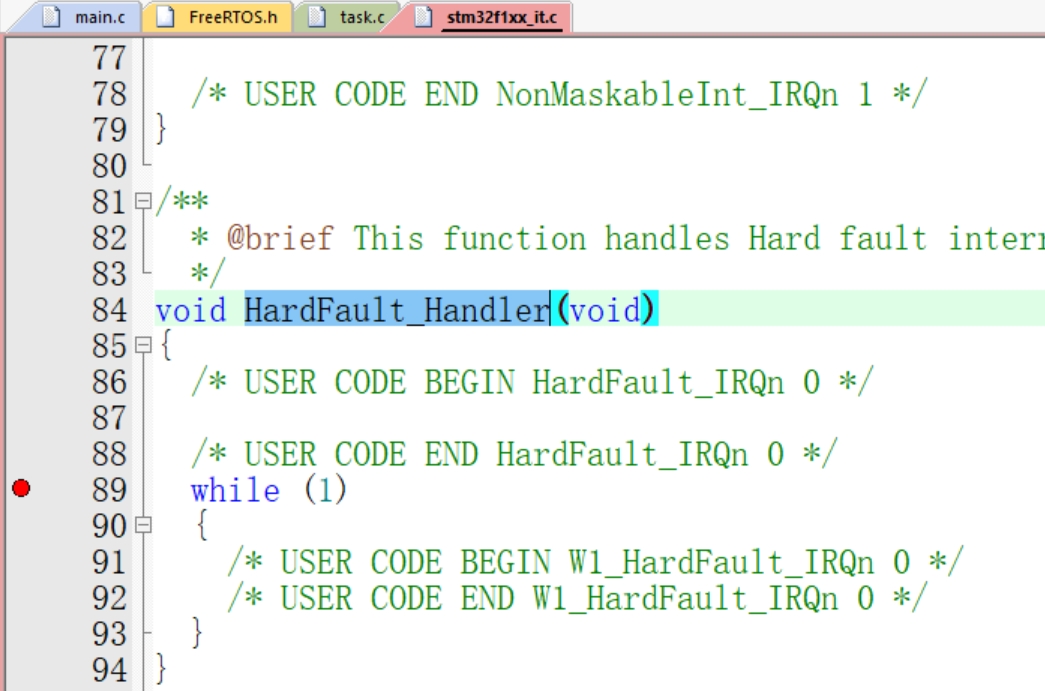 main.c FreeRTOS.h task.c stm32f1xx_it.c
77
78 /* USER CODE END NonMaskableInt_IRQn 1 */
79 }
80
81 /**
82 * @brief This function handles Hard fault
83 */
84 void HardFault_Handler(void)
85 {
86 /* USER CODE BEGIN HardFault_IRQn 0 */
87
88 /* USER CODE END HardFault_IRQn 0 */
89 while (1)
90 {
91 /* USER CODE BEGIN W1_HardFault_IRQn 0 */
92 /* USER CODE END W1_HardFault_IRQn 0 */
93 }
94 }